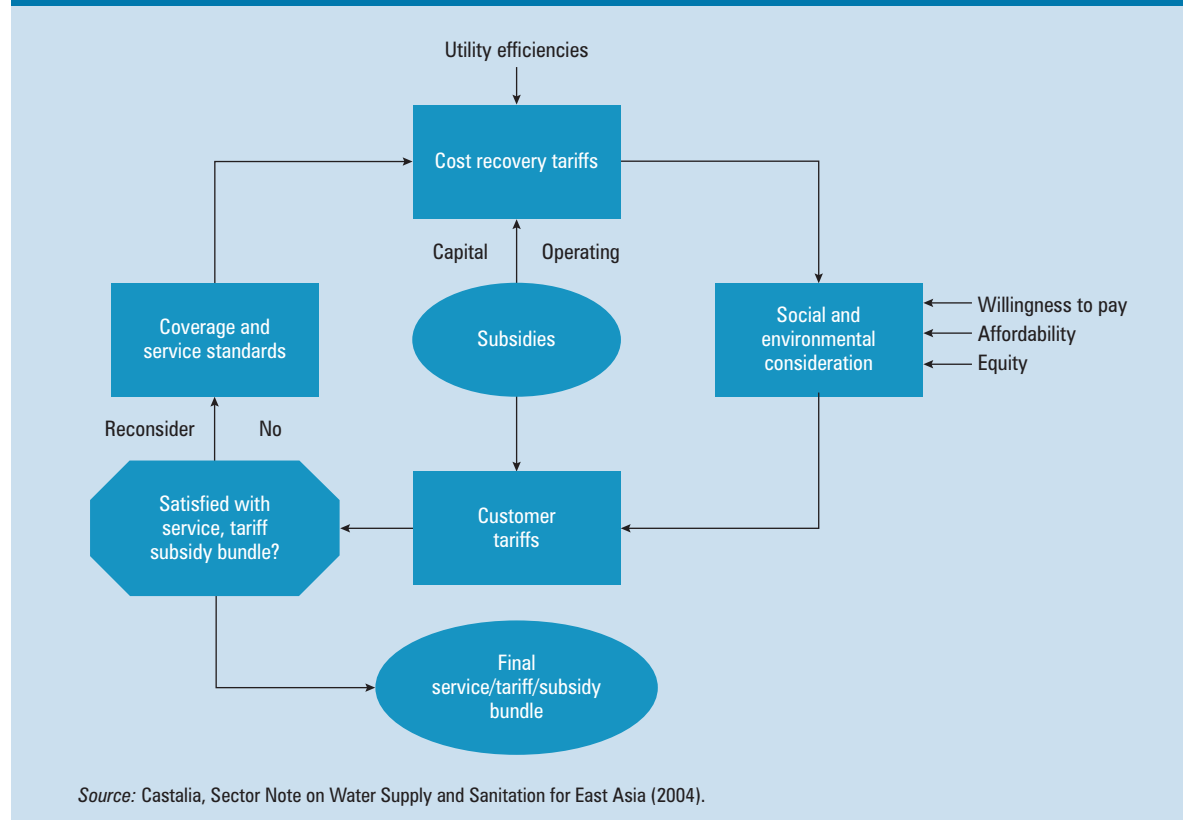 Utility efficiencies
Cost recovery tariffs
Capital
Operating
Coverage and
service standards
Subsidies
Social and
environmental
consideration
Willingness to pay
Affordability
Equity
Reconsider
No
Satisfied with
service, tariff
subsidy bundle?
Customer
tariffs
Final
service/tariff/subsidy
bundle
Source: Castalia, Sector Note on Water Supply and Sanitation for East Asia (2004).